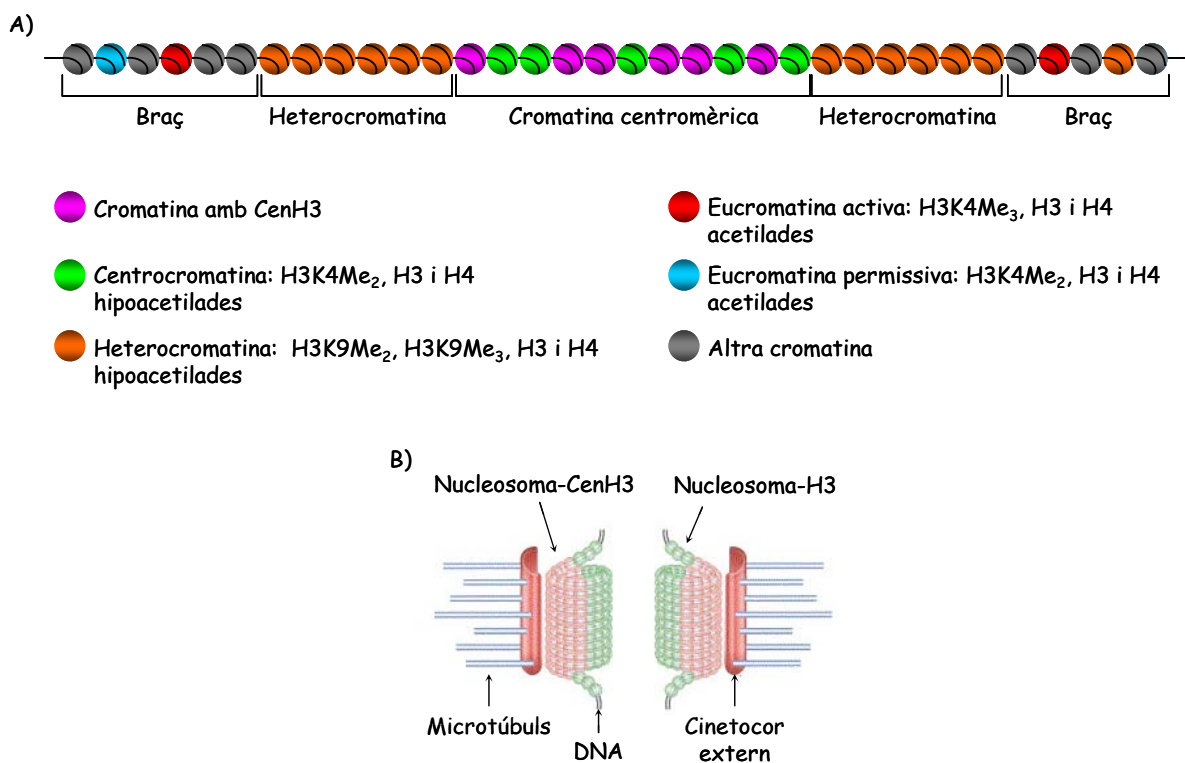 A)
Braç
Heterocromatina
Cromatina centromèrica
Heterocromatina
Braç
Cromatina amb CenH3
Centrocromatina: H3K4Me₂, H3 i H4
hipoacetilades
Heterocromatina: H3K9Me₂, H3K9Me₃, H3 i H4
hipoacetilades
Eucromatina activa: H3K4Me₃, H3 i H4
acetilades
Eucromatina permissiva: H3K4Me₂, H3 i H4
acetilades
Altra cromatina
B)
Nucleosoma-CenH3
Nucleosoma-H3
Microtúbuls
DNA
Cinetocor
extern